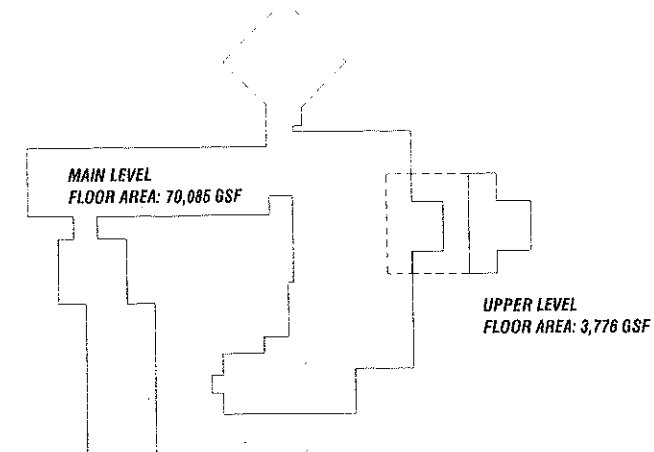 MAIN LEVEL
FLOOR AREA: 70,085 GSF
UPPER LEVEL
FLOOR AREA: 3,776 GSF